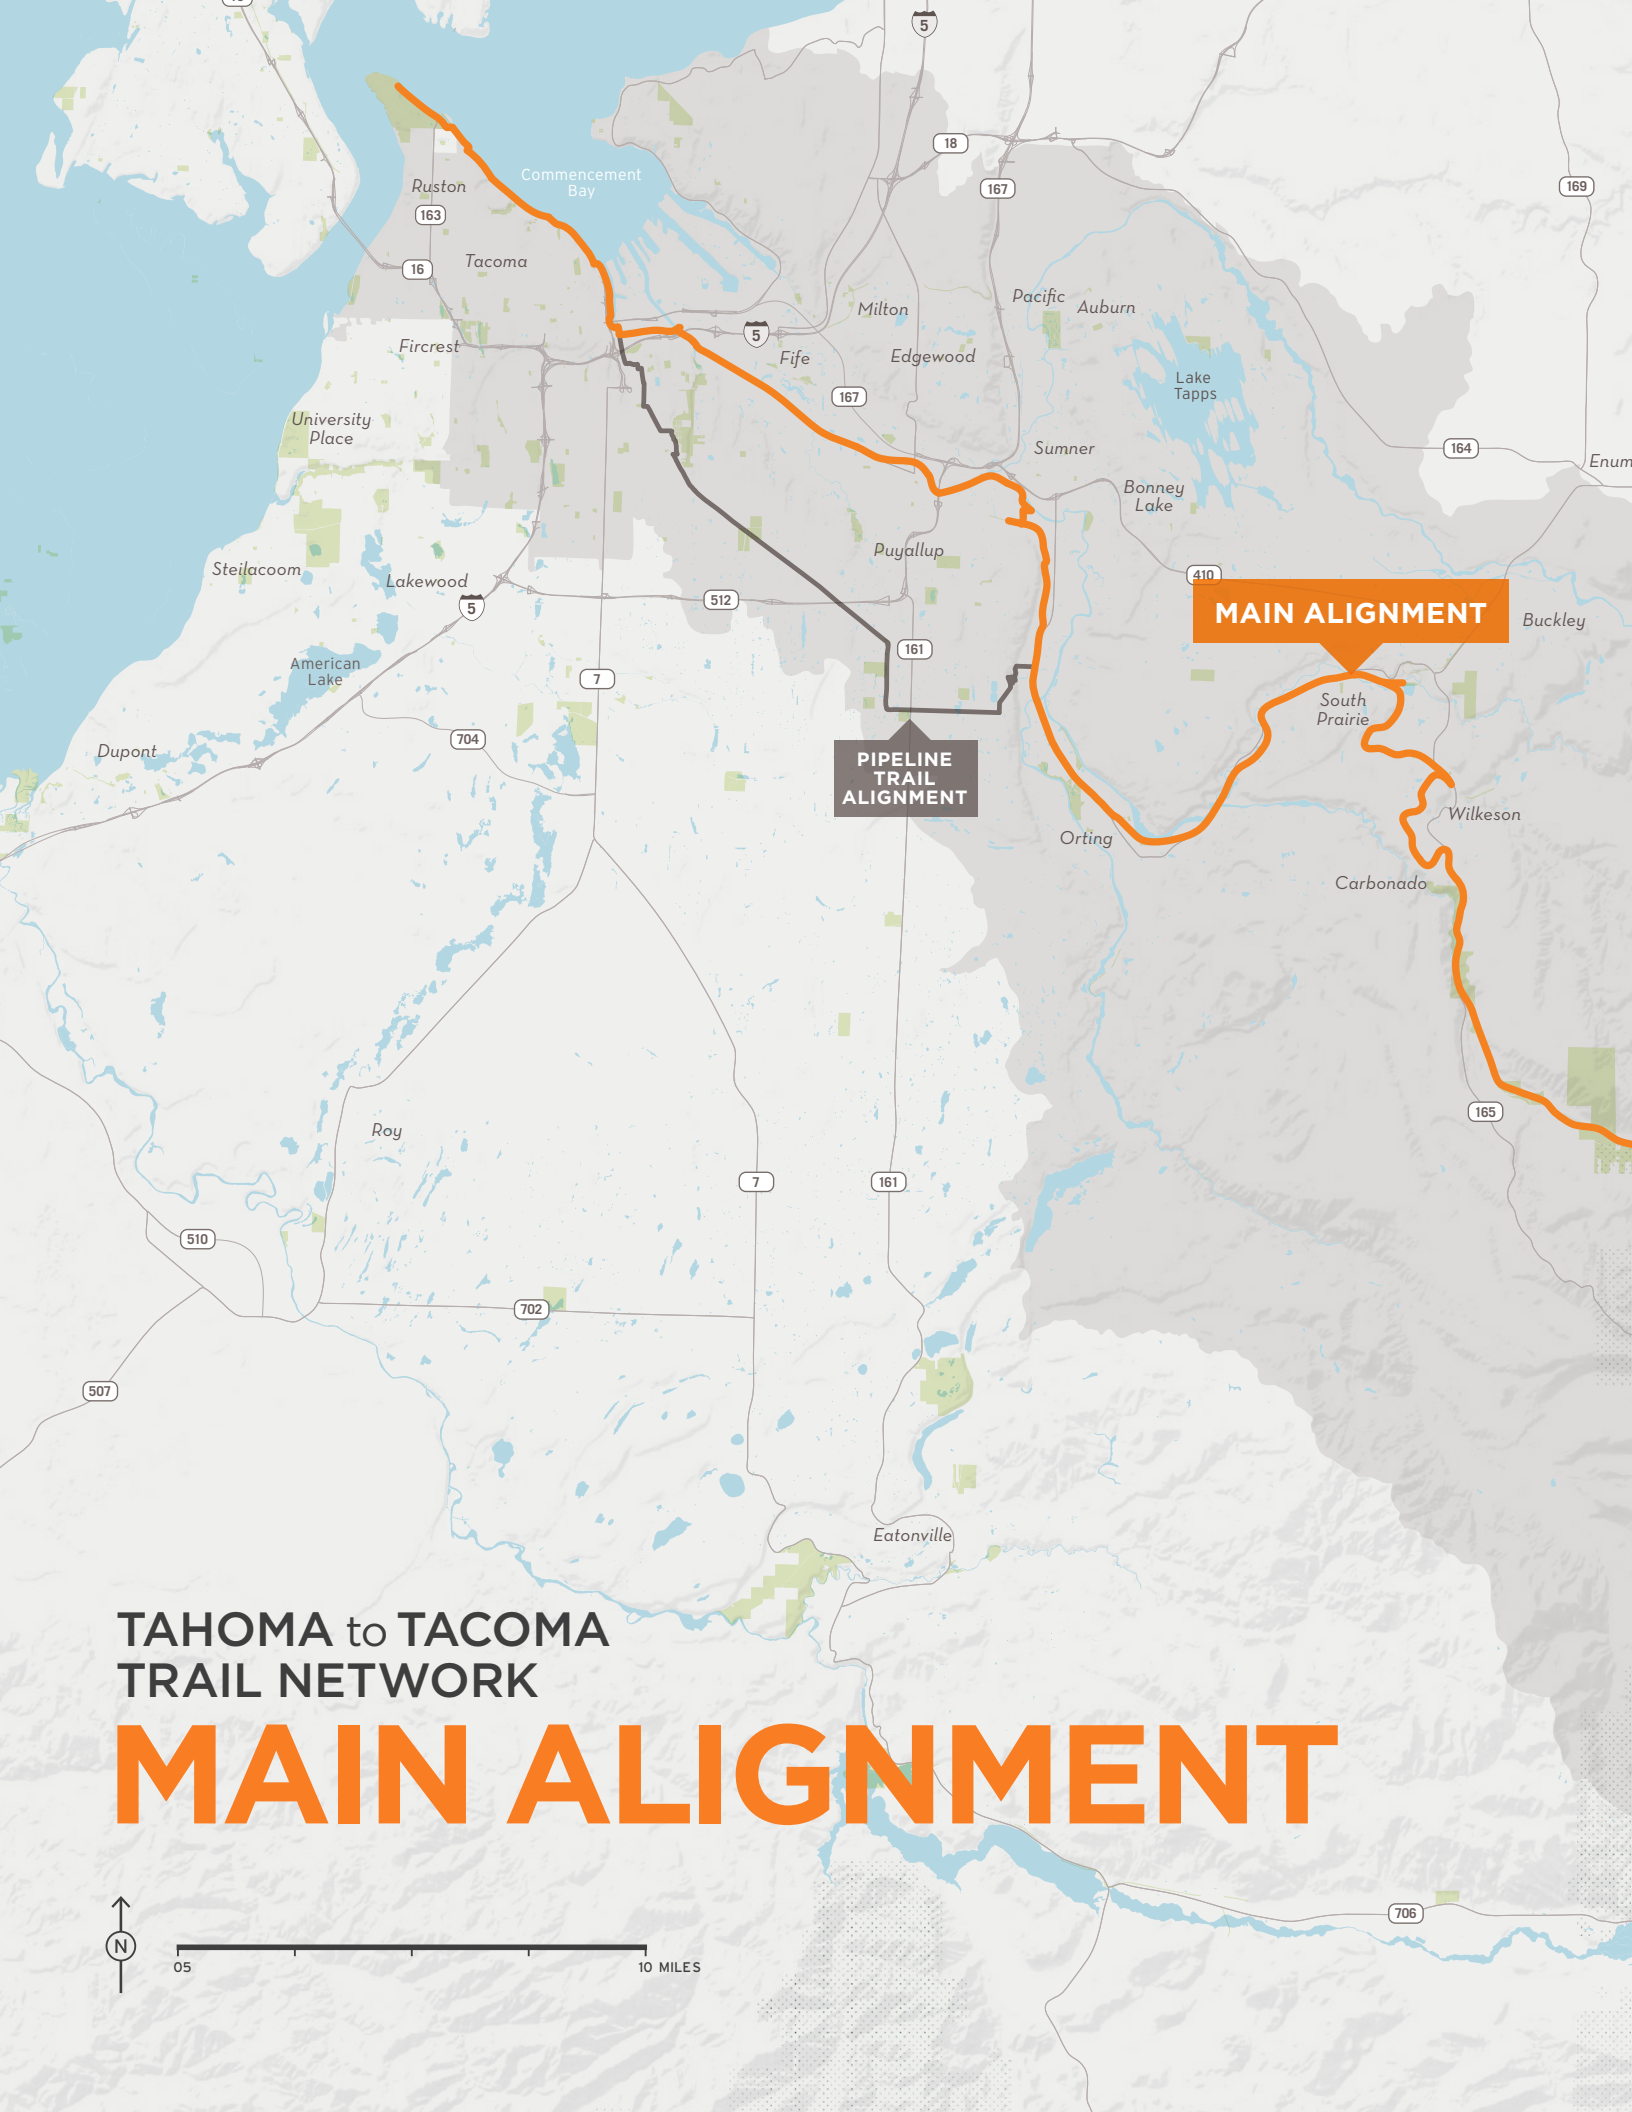 5
18
167
169
Commencement
Bay
Ruston
163
Tacoma
16
Pacific
Auburn
Milton
5
Fircrest
Fife
Edgewood
Lake
Tapps
167
University
Place
Sumner
164
Enum
Bonney
Lake
Puyallup
Steilacoom
Lakewood
410
5
512
MAIN ALIGNMENT
Buckley
161
American
Lake
7
South
Prairie
704
Dupont
PIPELINE
TRAIL
ALIGNMENT
Wilkeson
Orting
Carbonado
165
Roy
7
161
510
702
507
Eatonville
TAHOMA to TACOMA
TRAIL NETWORK
MAIN ALIGNMENT
706
N
05
10 MILES